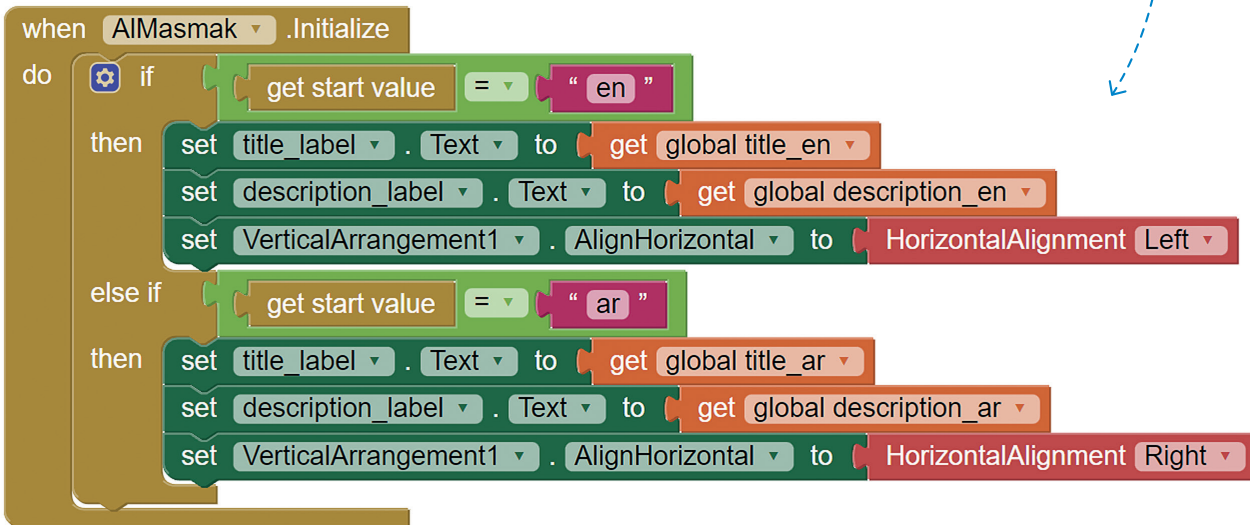 when AlMasmak .Initialize
do if get start value = “ en ”
then set title_label . Text to get global title_en
set description_label . Text to get global description_en
set VerticalArrangement1 . AlignHorizontal to HorizontalAlignment Left
else if get start value = “ ar ”
then set title_label . Text to get global title_ar
set description_label . Text to get global description_ar
set VerticalArrangement1 . AlignHorizontal to HorizontalAlignment Right